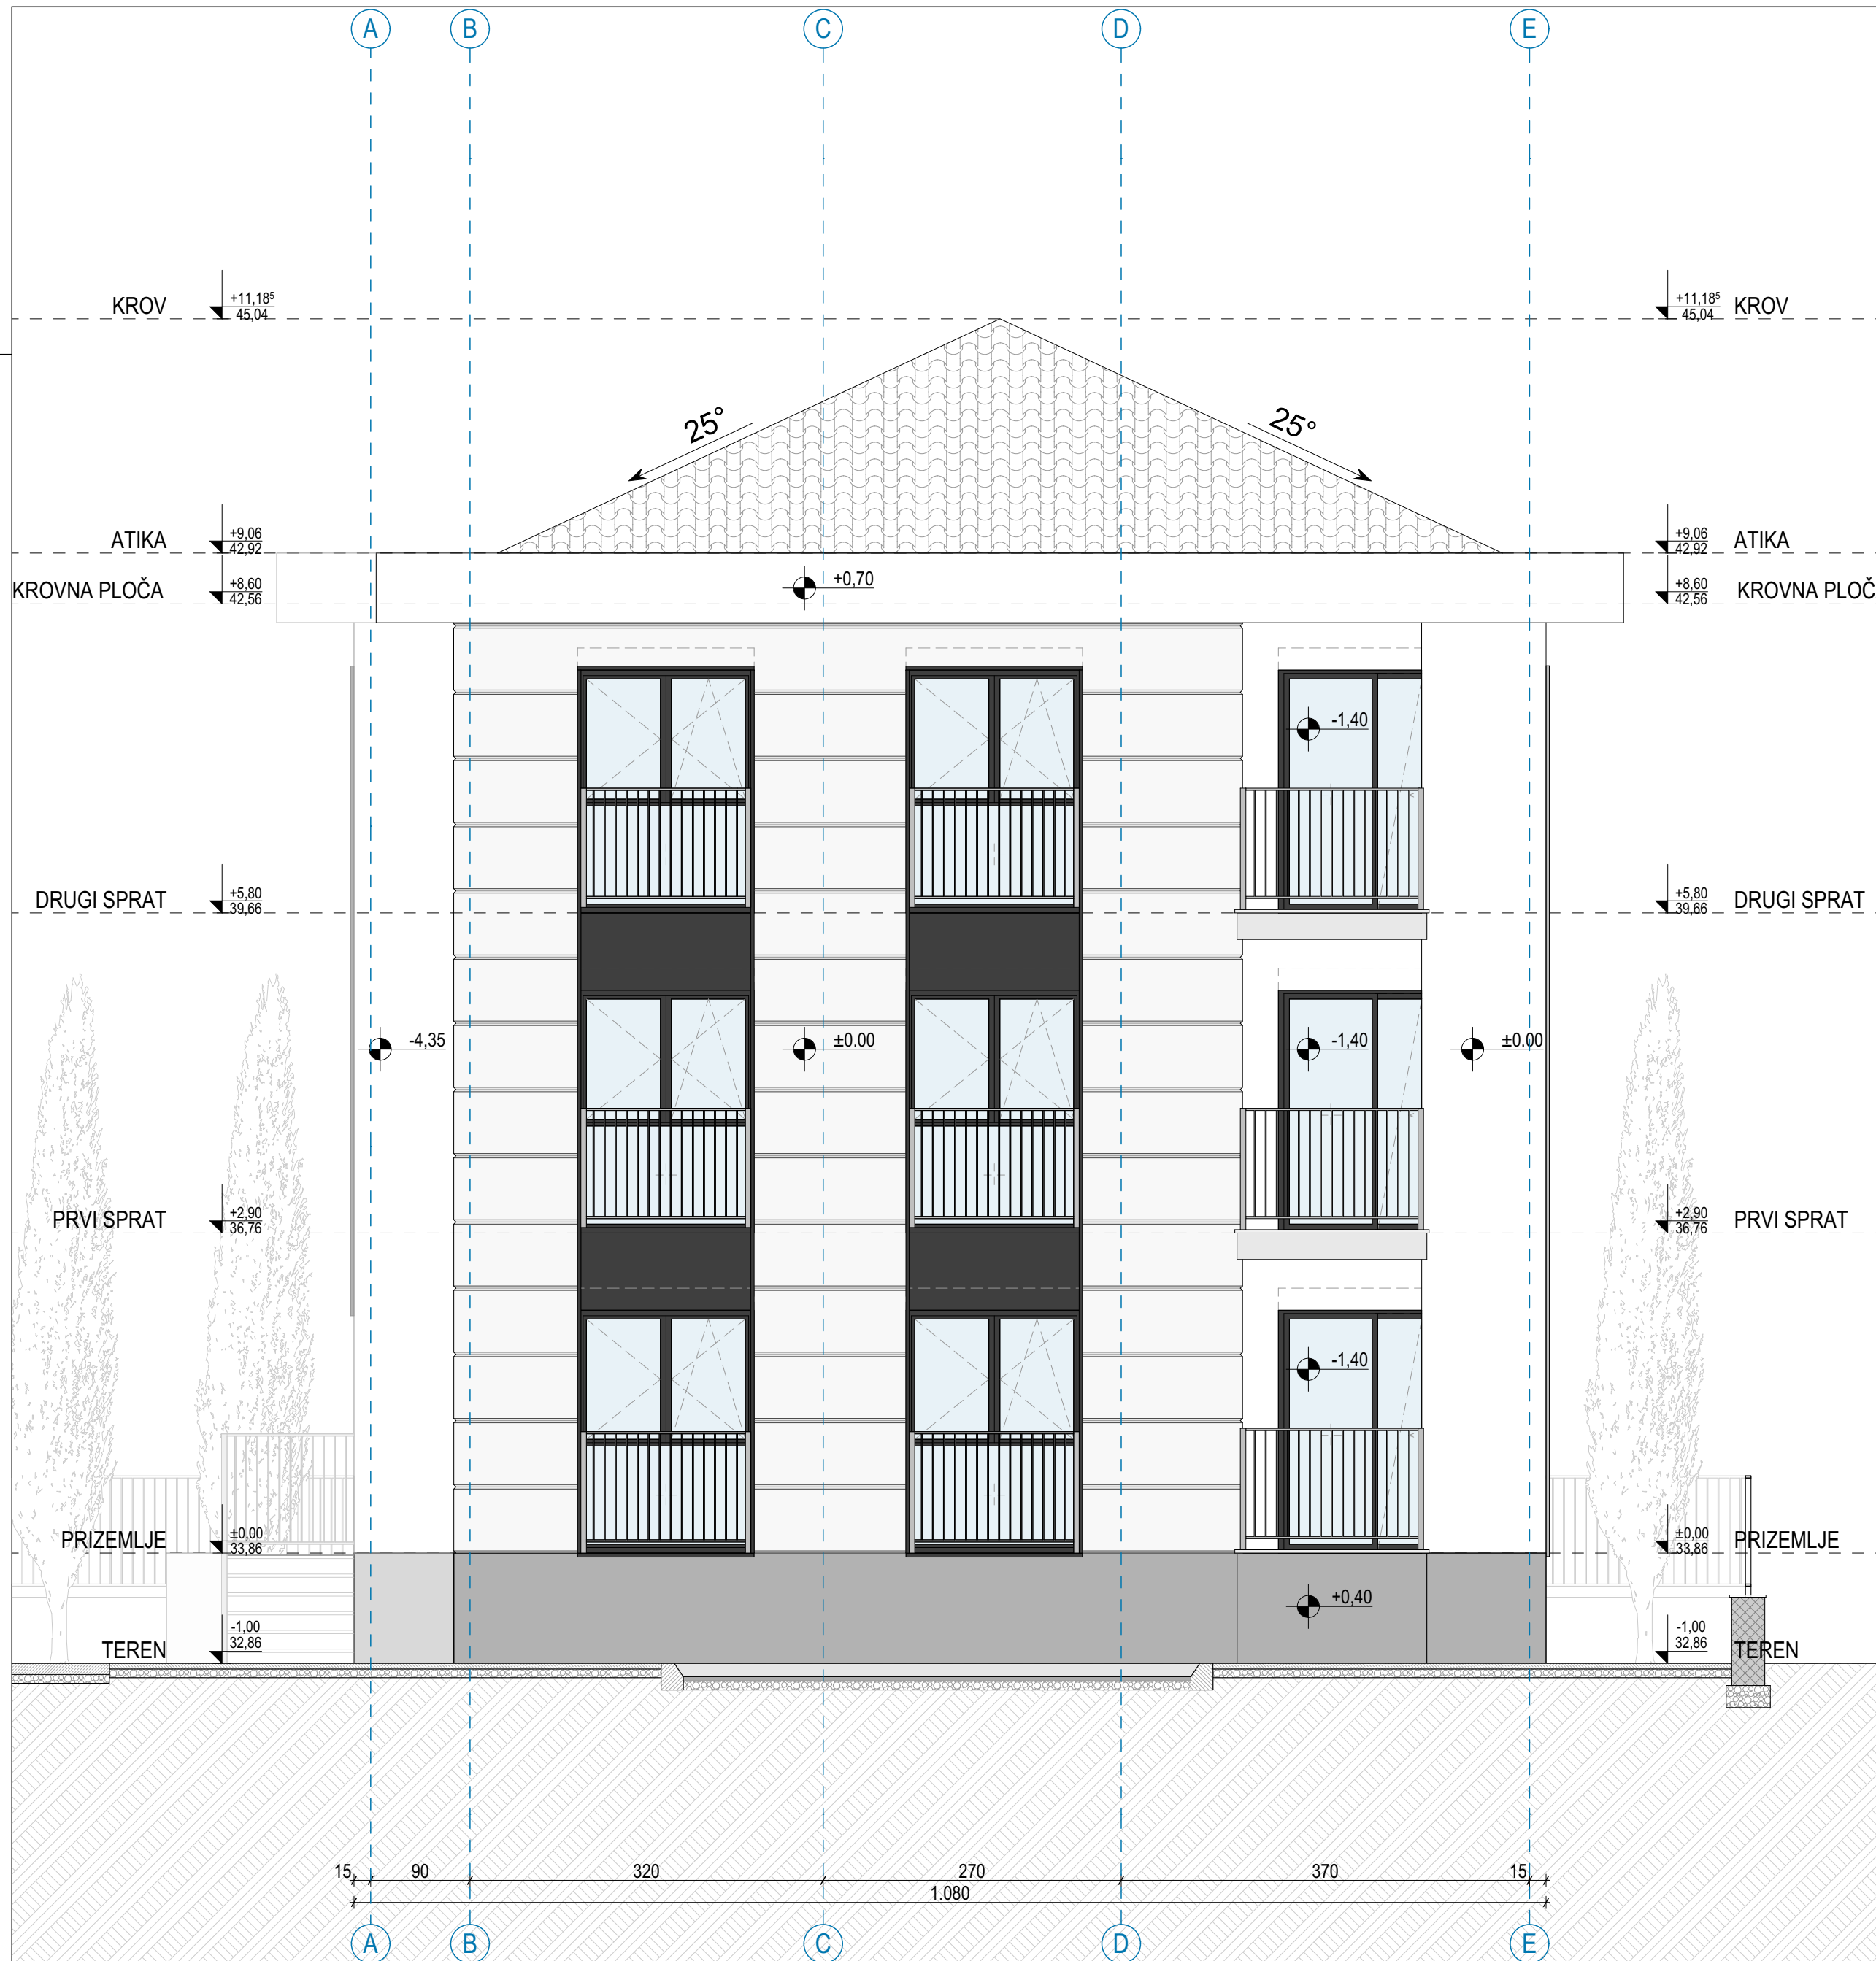 A B C D E
KROV +11,18⁵ +11,18⁵ KROV
45,04 45,04
25° 25°
ATIKA +9,06 +9,06 ATIKA
42,92 42,92
+0,70
KROVNA PLOČA +8,60 +8,60 KROVNA PLOČ
42,56 42,56
-1,40
DRUGI SPRAT +5,80 +5,80 DRUGI SPRAT
39,66 39,66
-4,35 ±0.00 -1,40 ±0.00
PRVI SPRAT +2,90 +2,90 PRVI SPRAT
36,76 36,76
-1,40
PRIZEMLJE ±0,00 ±0,00 PRIZEMLJE
33,86 33,86
+0,40
TEREN -1,00 -1,00 TEREN
32,86 32,86
15 90 320 270 370 15
1.080
A B C D E